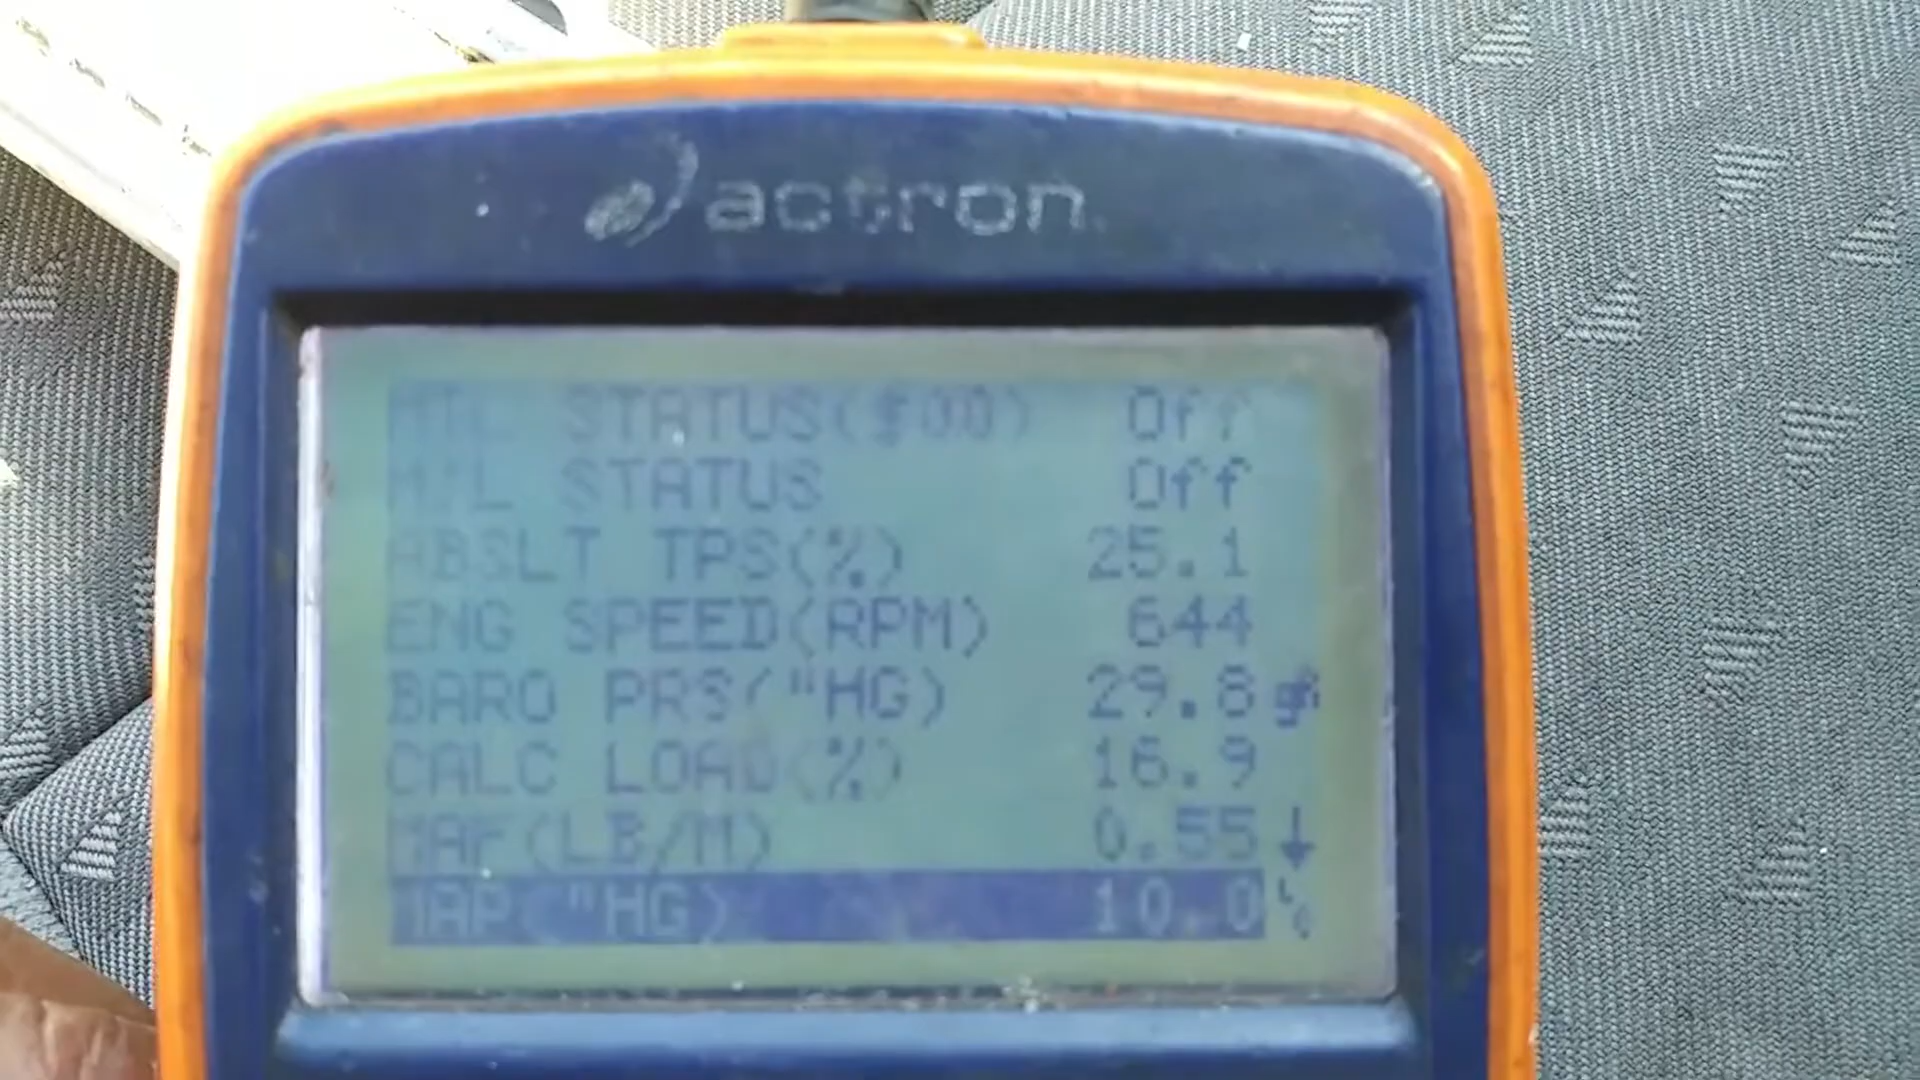 actron
MIL STATUS($00) Off
MIL STATUS Off
ABSLT TPS(%) 25.1
ENG SPEED(RPM) 644
BARO PRS("HG) 29.8
CALC LOAD(%) 16.9
MAF(LB/M) 0.55
MAP("HG) 10.0